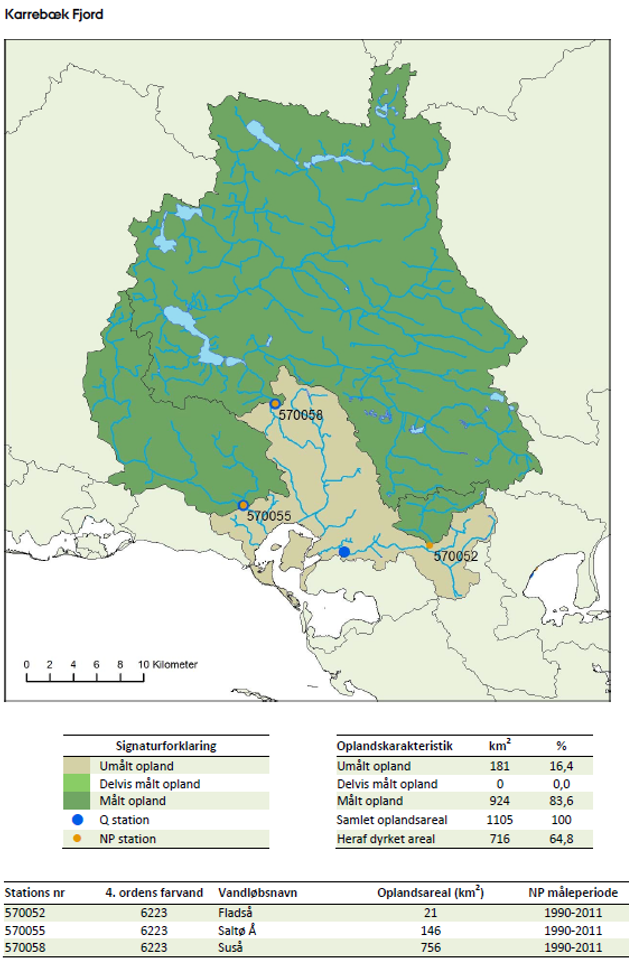 Karrebæk Fjord
570058
570055
570052
0 2 4 6 8 10 Kilometer
Signaturforklaring
Umålt opland
Delvis målt opland
Målt opland
Q station
NP station
Oplandskarakteristik km² %
Umålt opland 181 16,4
Delvis målt opland 0 0,0
Målt opland 924 83,6
Samlet oplandsareal 1105 100
Heraf dyrket areal 716 64,8
Stations nr 4. ordens farvand Vandløbsnavn Oplandsareal (km²) NP måleperiode
570052 6223 Fladså 21 1990-2011
570055 6223 Saltø Å 146 1990-2011
570058 6223 Suså 756 1990-2011